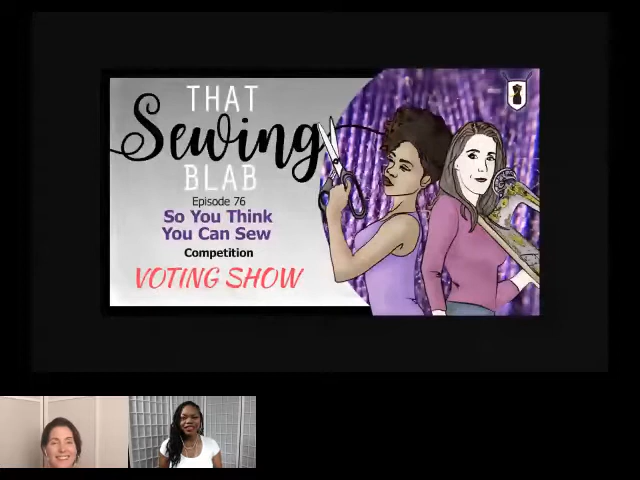 THAT
Sewing
BLAB
Episode 76
So You Think
You Can Sew
Competition
VOTING SHOW